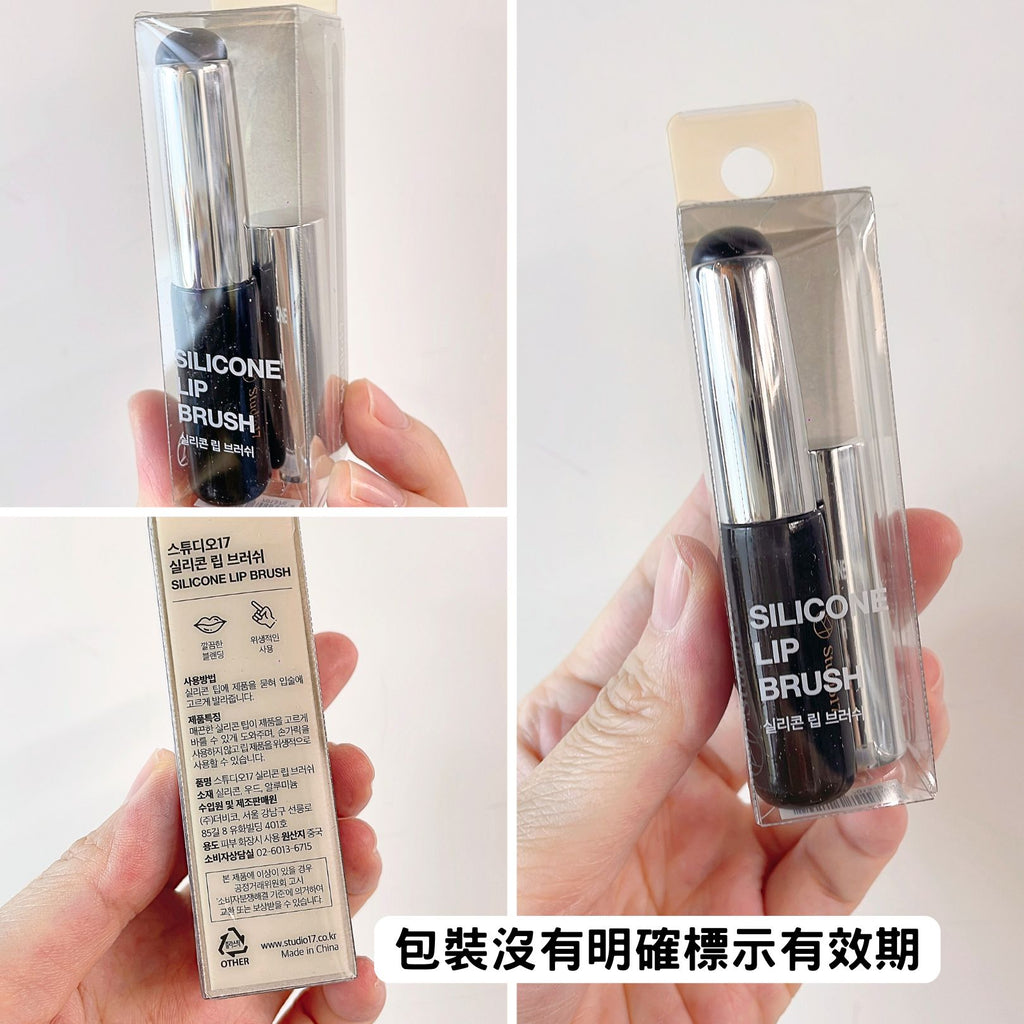 SILICONE
LIP
BRUSH
실리콘 립 브러쉬
스튜디오17
실리콘 립 브러쉬
SILICONE LIP BRUSH
깔끔한
블렌딩
위생적인
사용
사용방법
실리콘 팁에 제품을 묻혀 입술에
고르게 발라줍니다.
제품특징
매끈한 실리콘 팁이 제품을 고르게
바를 수 있게 도와주며, 손가락을
사용하지 않고 립 제품을 위생적으로
사용할 수 있습니다.
품명 스튜디오17 실리콘 립 브러쉬
소재 실리콘, 우드, 알루미늄
수입원 및 제조판매원
(주)더비코, 서울 강남구 선릉로
85길 8 유화빌딩 401호
용도 피부 화장시 사용 원산지 중국
소비자상담실 02-6013-6715
본 제품에 이상이 있을 경우
공정거래위원회 고시
소비자분쟁해결 기준에 의거하여
교환 또는 보상받을 수 있습니다
플라스틱
OTHER
www.studio17.co.kr
Made in China
SILICONE
LIP
BRUSH
실리콘 립 브러쉬
包裝沒有明確標示有效期